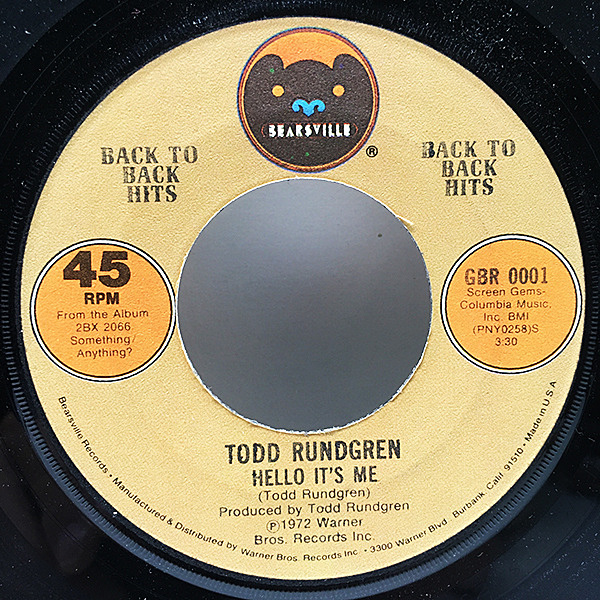 BEARSVILLE
®
BACK TO
BACK
HITS
BACK TO
BACK
HITS
45
RPM
From the Album
2BX 2066
Something/
Anything?
GBR 0001
Screen Gems-
Columbia Music,
Inc. BMI
(PNY0258)S
3:30
TODD RUNDGREN
HELLO IT'S ME
(Todd Rundgren)
Produced by Todd Rundgren
℗1972 Warner
Bros. Records Inc.
Bearsville Records • Manufactured & Distributed by Warner Bros. Records Inc • 3300 Warner Blvd. Burbank, Calif. 91510 • Made in U.S.A